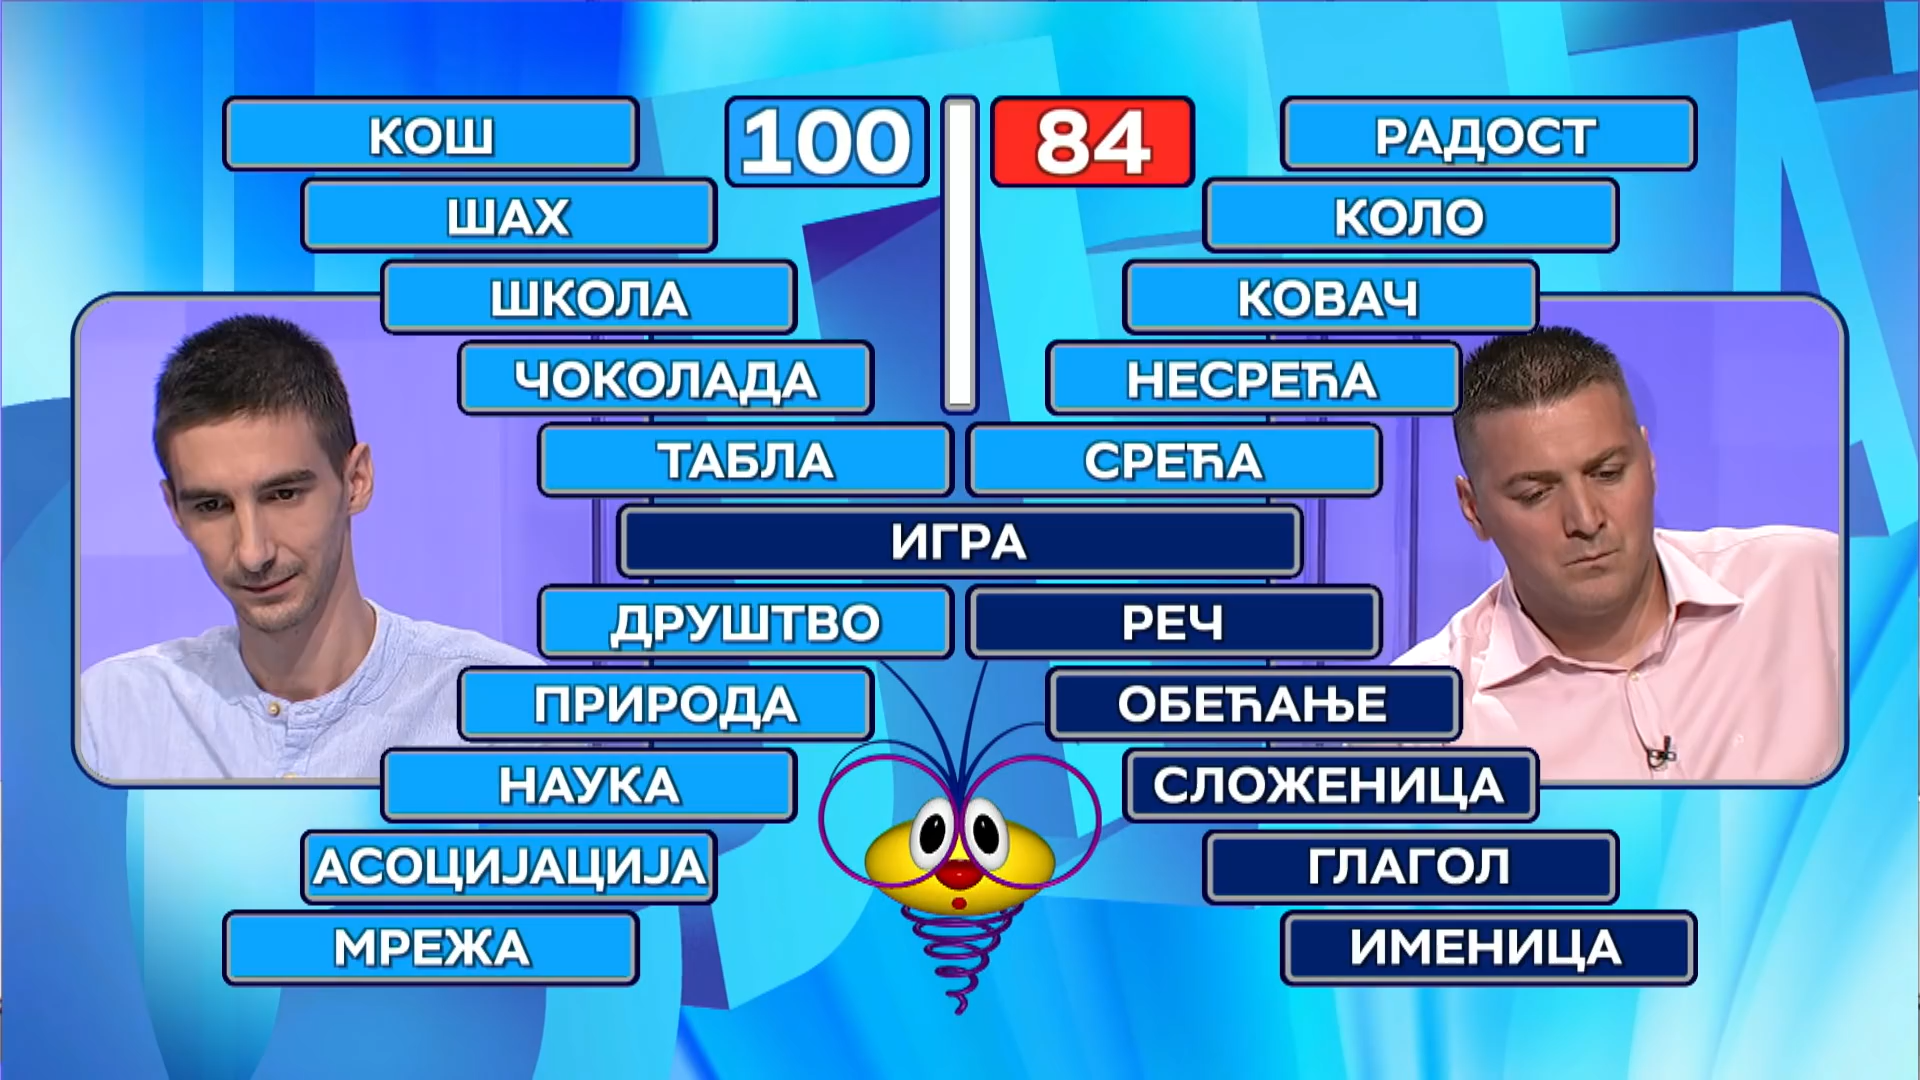 КОШ
100
84
РАДОСТ
ШАХ
КОЛО
ШКОЛА
КОВАЧ
ЧОКОЛАДА
НЕСРЕЋА
ТАБЛА
СРЕЋА
ИГРА
ДРУШТВО
РЕЧ
ПРИРОДА
ОБЕЋАЊЕ
НАУКА
СЛОЖЕНИЦА
АСОЦИЈАЦИЈА
ГЛАГОЛ
МРЕЖА
ИМЕНИЦА